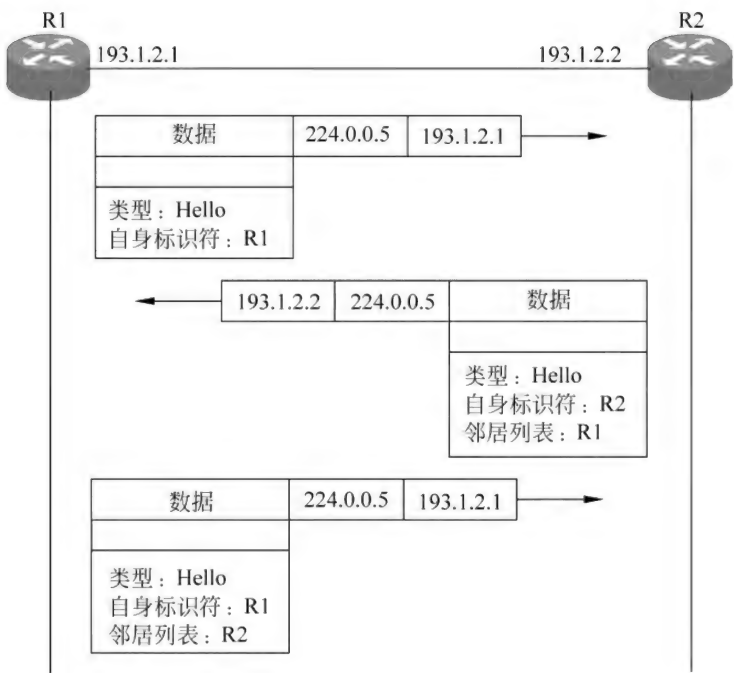 R1 R2
193.1.2.1 193.1.2.2
数据 224.0.0.5 193.1.2.1
类型：Hello
自身标识符：R1
193.1.2.2 224.0.0.5 数据
类型：Hello
自身标识符：R2
邻居列表：R1
数据 224.0.0.5 193.1.2.1
类型：Hello
自身标识符：R1
邻居列表：R2